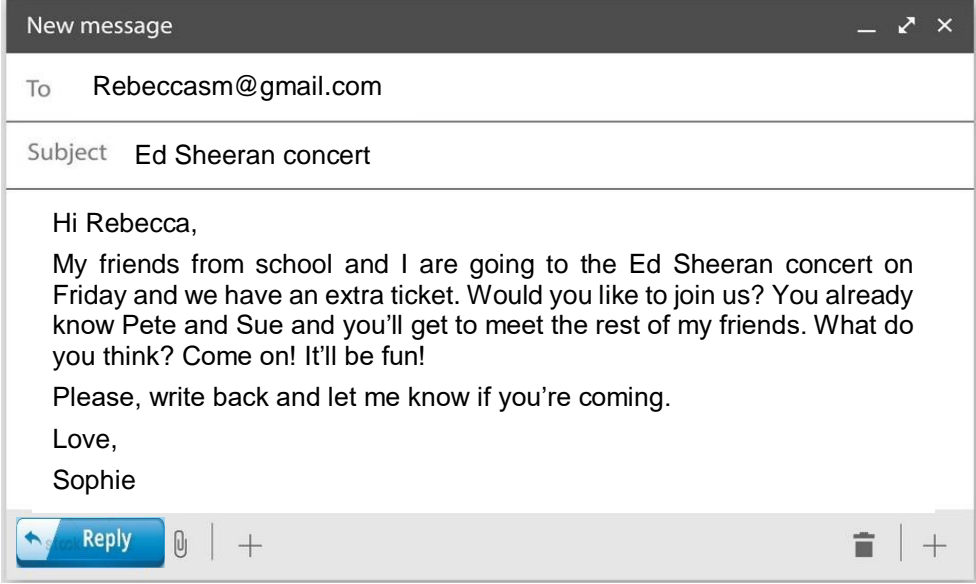 New message
To Rebeccasm@gmail.com
Subject Ed Sheeran concert
Hi Rebecca,
My friends from school and I are going to the Ed Sheeran concert on
Friday and we have an extra ticket. Would you like to join us? You already
know Pete and Sue and you’ll get to meet the rest of my friends. What do
you think? Come on! It’ll be fun!
Please, write back and let me know if you’re coming.
Love,
Sophie
Reply